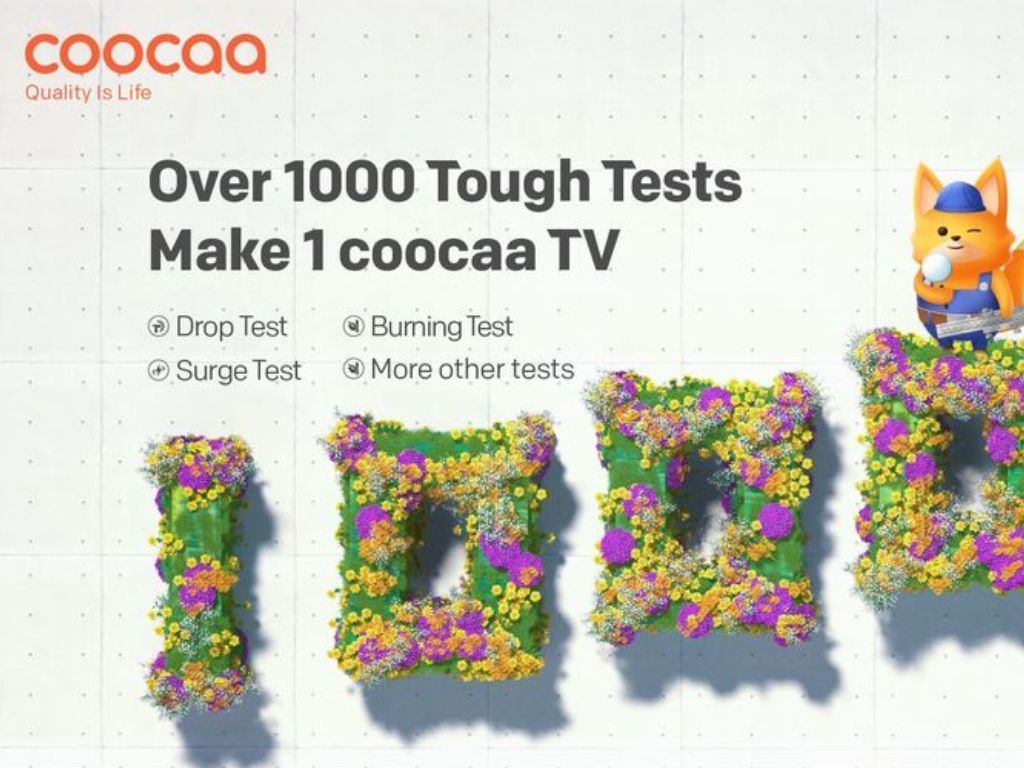 coocaa
Quality Is Life
Over 1000 Tough Tests
Make 1 coocaa TV
Drop Test
Burning Test
Surge Test
More other tests
1000